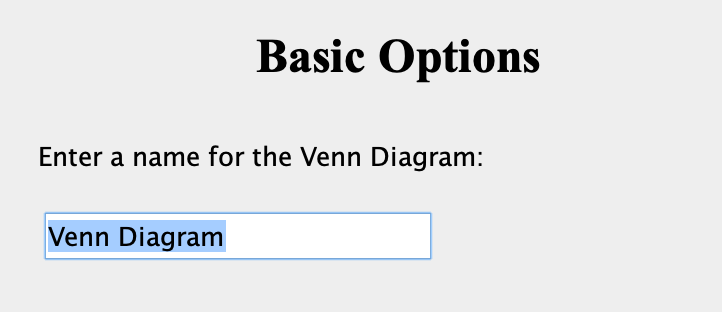 Basic Options
Enter a name for the Venn Diagram:
Venn Diagram